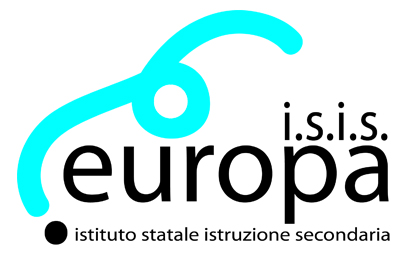 i.s.i.s.
europa
istituto statale istruzione secondaria